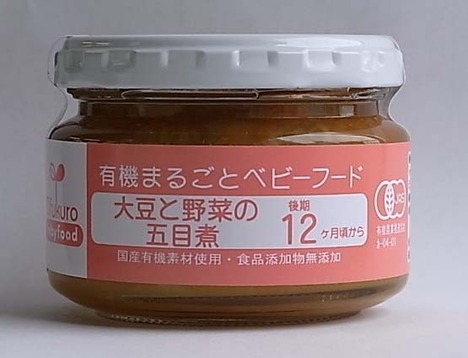 有機まるごとベビーフード
大豆と野菜の
五目煮
後期
12ヶ月頃から
国産有機素材使用・食品添加物無添加
JAS